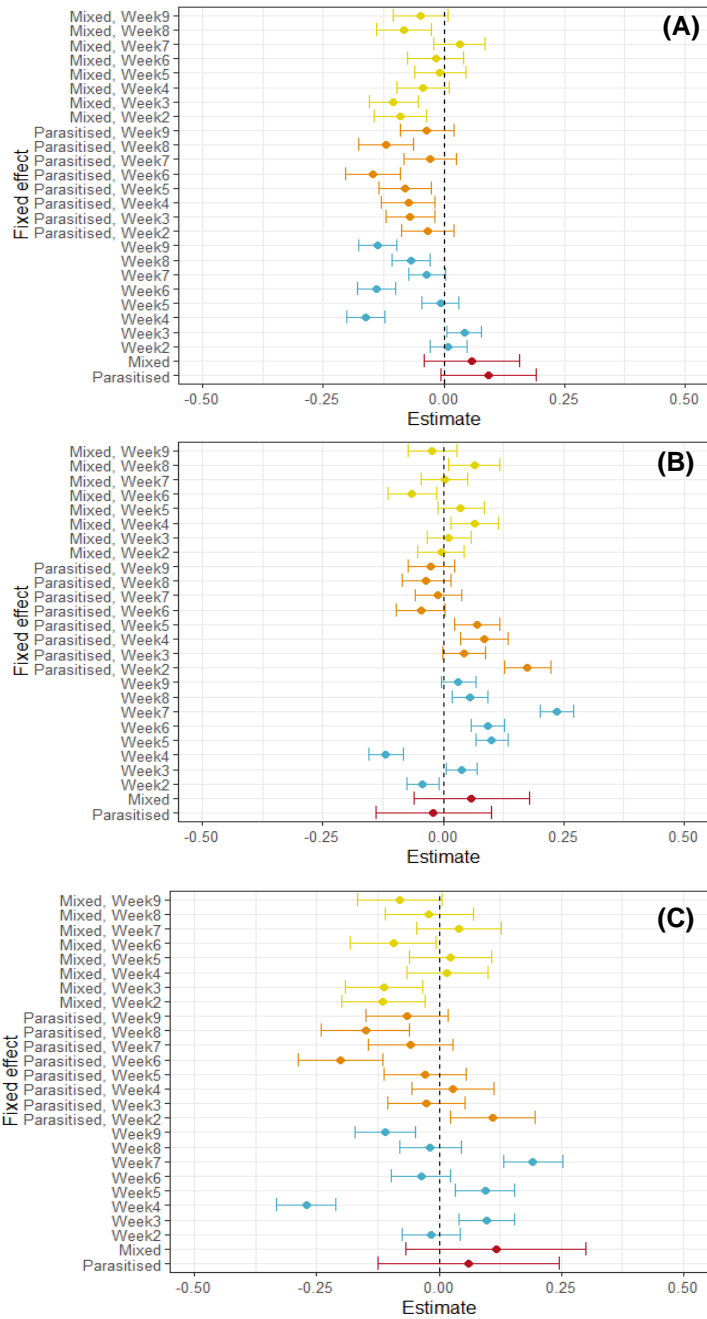 (A)
Fixed effect
Mixed, Week9
Mixed, Week8
Mixed, Week7
Mixed, Week6
Mixed, Week5
Mixed, Week4
Mixed, Week3
Mixed, Week2
Parasitised, Week9
Parasitised, Week8
Parasitised, Week7
Parasitised, Week6
Parasitised, Week5
Parasitised, Week4
Parasitised, Week3
Parasitised, Week2
Week9
Week8
Week7
Week6
Week5
Week4
Week3
Week2
Mixed
Parasitised
-0.50 -0.25 0.00 0.25 0.50
Estimate
(B)
Fixed effect
Mixed, Week9
Mixed, Week8
Mixed, Week7
Mixed, Week6
Mixed, Week5
Mixed, Week4
Mixed, Week3
Mixed, Week2
Parasitised, Week9
Parasitised, Week8
Parasitised, Week7
Parasitised, Week6
Parasitised, Week5
Parasitised, Week4
Parasitised, Week3
Parasitised, Week2
Week9
Week8
Week7
Week6
Week5
Week4
Week3
Week2
Mixed
Parasitised
-0.50 -0.25 0.00 0.25 0.50
Estimate
(C)
Fixed effect
Mixed, Week9
Mixed, Week8
Mixed, Week7
Mixed, Week6
Mixed, Week5
Mixed, Week4
Mixed, Week3
Mixed, Week2
Parasitised, Week9
Parasitised, Week8
Parasitised, Week7
Parasitised, Week6
Parasitised, Week5
Parasitised, Week4
Parasitised, Week3
Parasitised, Week2
Week9
Week8
Week7
Week6
Week5
Week4
Week3
Week2
Mixed
Parasitised
-0.50 -0.25 0.00 0.25 0.50
Estimate